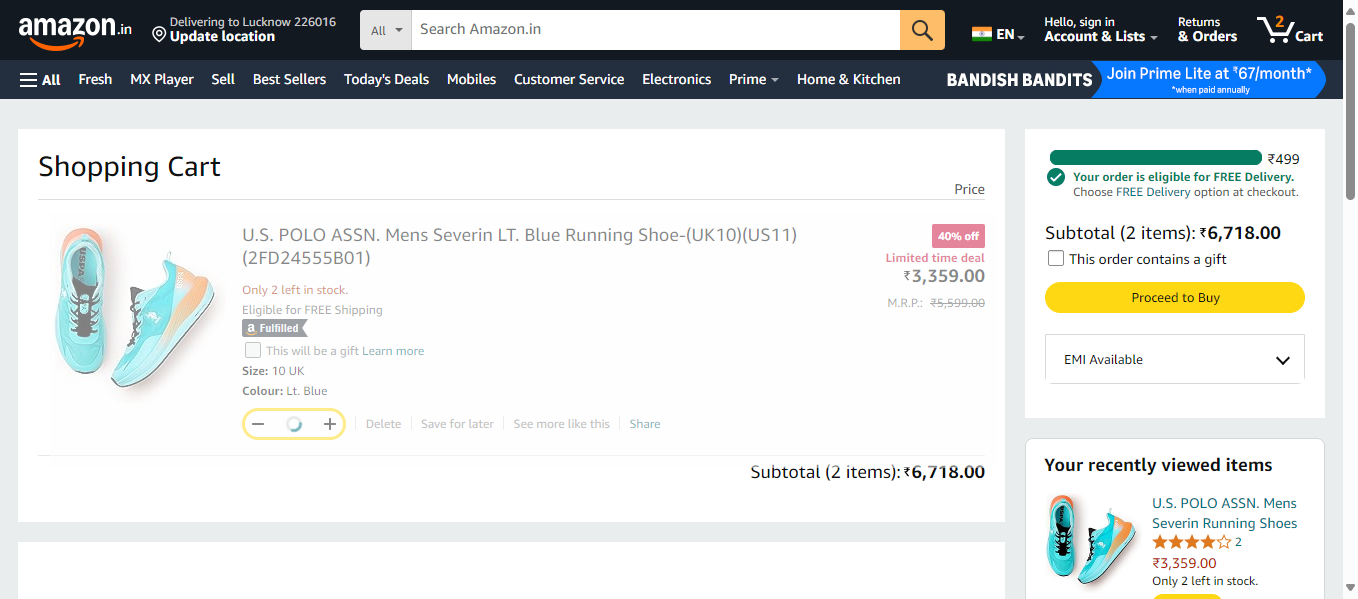 amazon.in
Delivering to Lucknow 226016
Update location
All
Search Amazon.in
EN
Hello, sign in
Account & Lists
Returns
& Orders
2
Cart
All
Fresh
MX Player
Sell
Best Sellers
Today's Deals
Mobiles
Customer Service
Electronics
Prime
Home & Kitchen
BANDISH BANDITS
Join Prime Lite at ₹67/month*
*when paid annually
Shopping Cart
Price
U.S. POLO ASSN. Mens Severin LT. Blue Running Shoe-(UK10)(US11)
(2FD24555B01)
Only 2 left in stock.
Eligible for FREE Shipping
a Fulfilled
This will be a gift Learn more
Size: 10 UK
Colour: Lt. Blue
Delete
Save for later
See more like this
Share
40% off
Limited time deal
₹3,359.00
M.R.P.: ₹5,599.00
Subtotal (2 items): ₹6,718.00
₹499
Your order is eligible for FREE Delivery.
Choose FREE Delivery option at checkout.
Subtotal (2 items): ₹6,718.00
This order contains a gift
Proceed to Buy
EMI Available
Your recently viewed items
U.S. POLO ASSN. Mens
Severin Running Shoes
2
₹3,359.00
Only 2 left in stock.